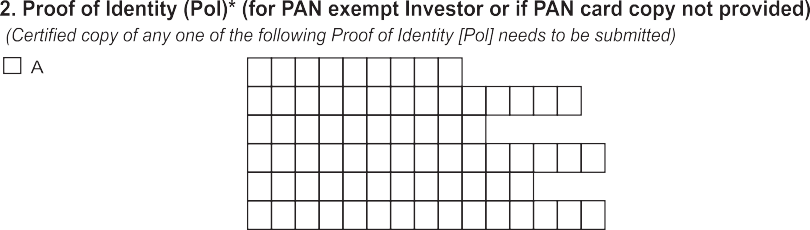 2. Proof of Identity (PoI)* (for PAN exempt Investor or if PAN card copy not provided)
(Certified copy of any one of the following Proof of Identity [PoI] needs to be submitted)
A